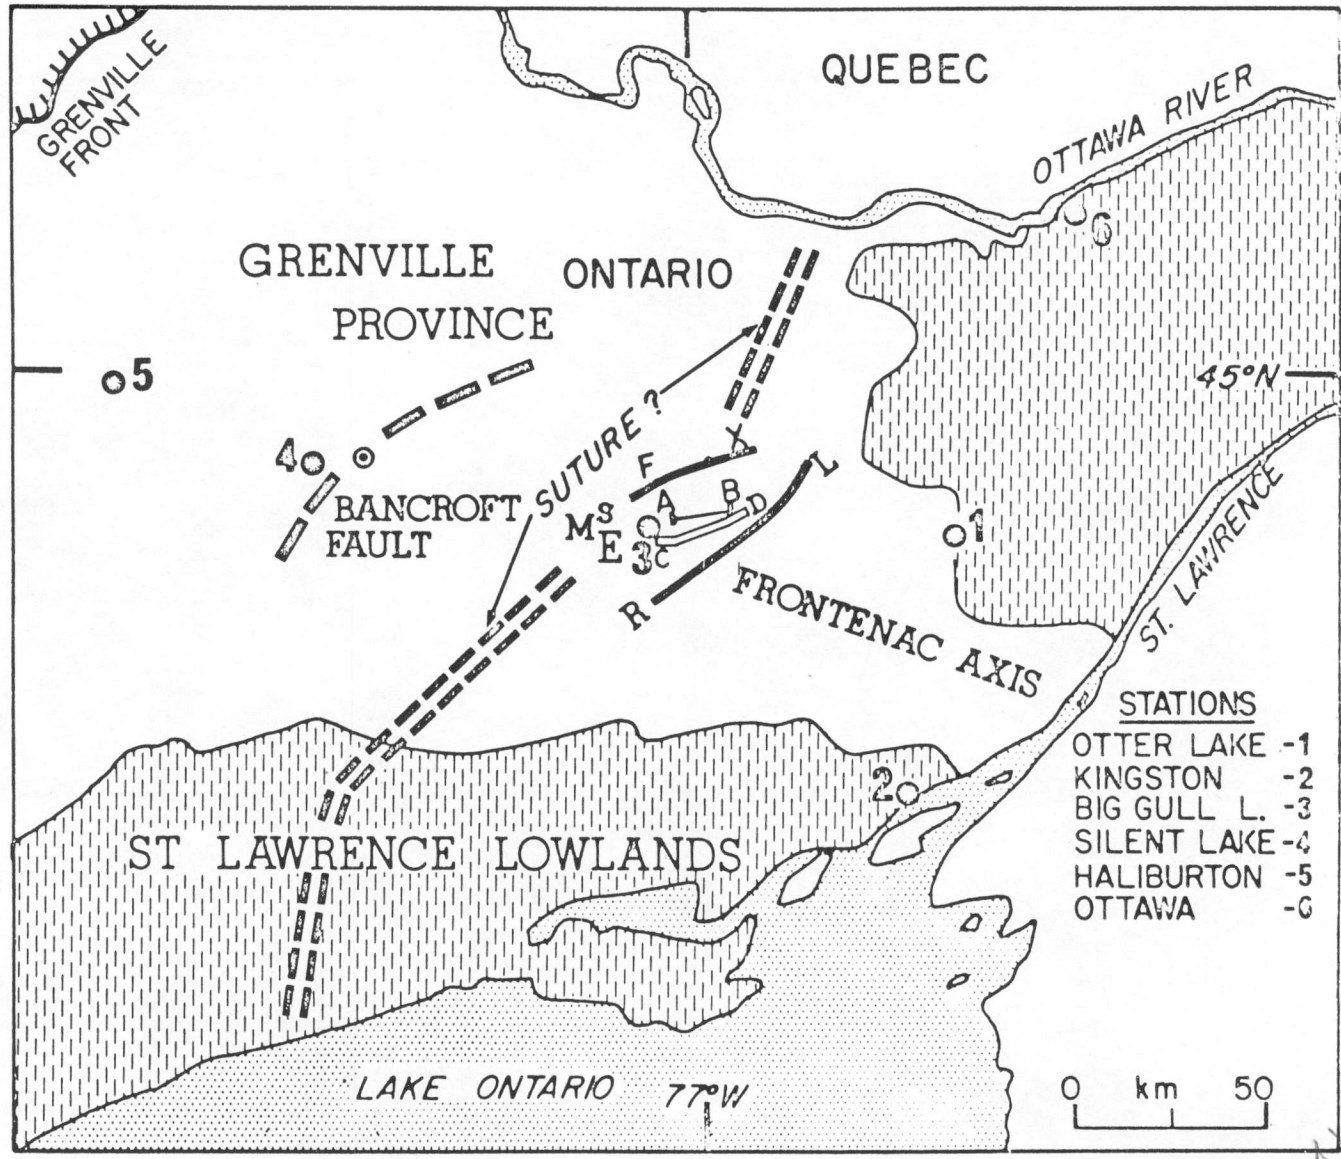 GRENVILLE
FRONT
QUEBEC
OTTAWA RIVER
6
GRENVILLE
PROVINCE
ONTARIO
45°N
5
SUTURE ?
4
F
X
L
BANCROFT
FAULT
A
B
D
M S
E
3
C
1
R
FRONTENAC AXIS
ST. LAWRENCE
STATIONS
OTTER LAKE -1
KINGSTON -2
BIG GULL L. -3
SILENT LAKE -4
HALIBURTON -5
OTTAWA -6
2
ST LAWRENCE LOWLANDS
LAKE ONTARIO
77°W
0 km 50